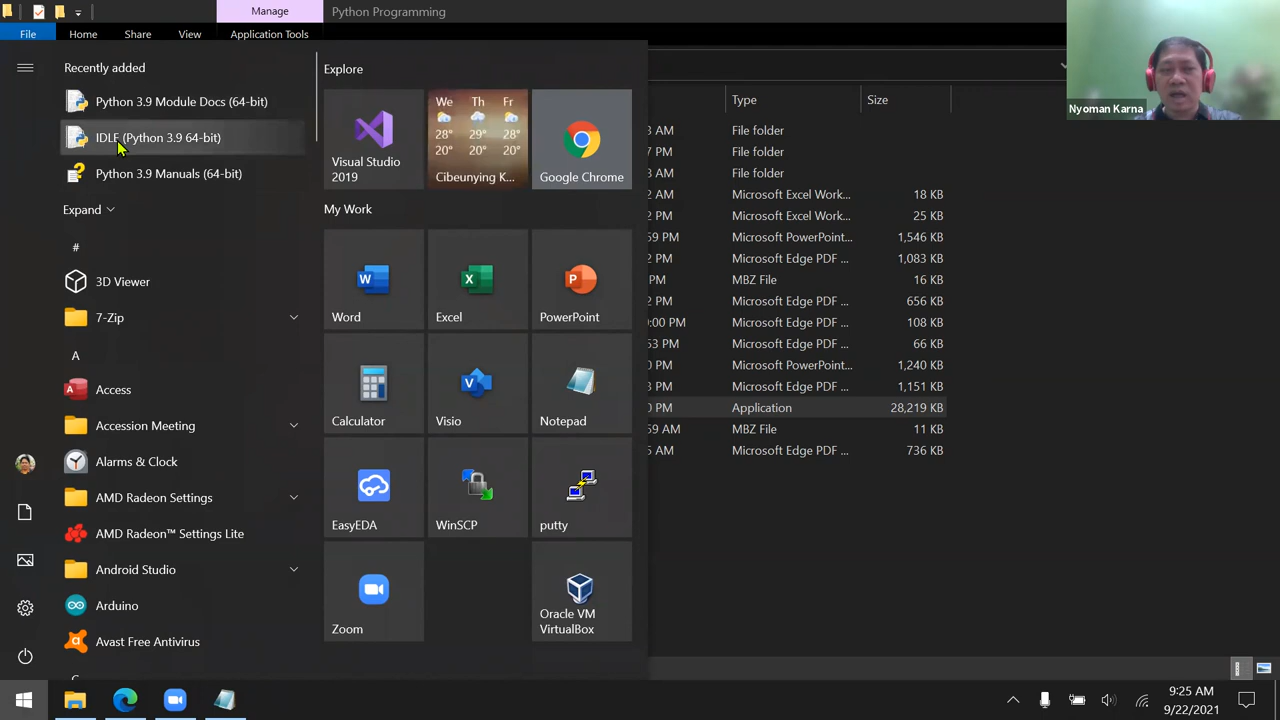 Manage
Python Programming
File
Home
Share
View
Application Tools
Recently added
Python 3.9 Module Docs (64-bit)
IDLE (Python 3.9 64-bit)
Python 3.9 Manuals (64-bit)
Expand
#
3D Viewer
7-Zip
A
Access
Accession Meeting
Alarms & Clock
AMD Radeon Settings
AMD Radeon™ Settings Lite
Android Studio
Arduino
Avast Free Antivirus
Explore
Visual Studio
2019
We Th Fr
28° 29° 28°
20° 20° 20°
Cibeunying K...
Google Chrome
My Work
Word
Excel
PowerPoint
Calculator
Visio
Notepad
EasyEDA
WinSCP
putty
Zoom
Oracle VM
VirtualBox
Type
Size
AM File folder
7 PM File folder
AM File folder
2 PM Microsoft Excel Work... 18 KB
2 PM Microsoft Excel Work... 25 KB
:59 PM Microsoft PowerPoint... 1,546 KB
2 PM Microsoft Edge PDF ... 1,083 KB
PM MBZ File 16 KB
2 PM Microsoft Edge PDF ... 656 KB
:00 PM Microsoft Edge PDF ... 108 KB
:53 PM Microsoft Edge PDF ... 66 KB
PM Microsoft PowerPoint... 1,240 KB
PM Microsoft Edge PDF ... 1,151 KB
PM Application 28,219 KB
:59 AM MBZ File 11 KB
AM Microsoft Edge PDF ... 736 KB
Nyoman Karna
9:25 AM
9/22/2021